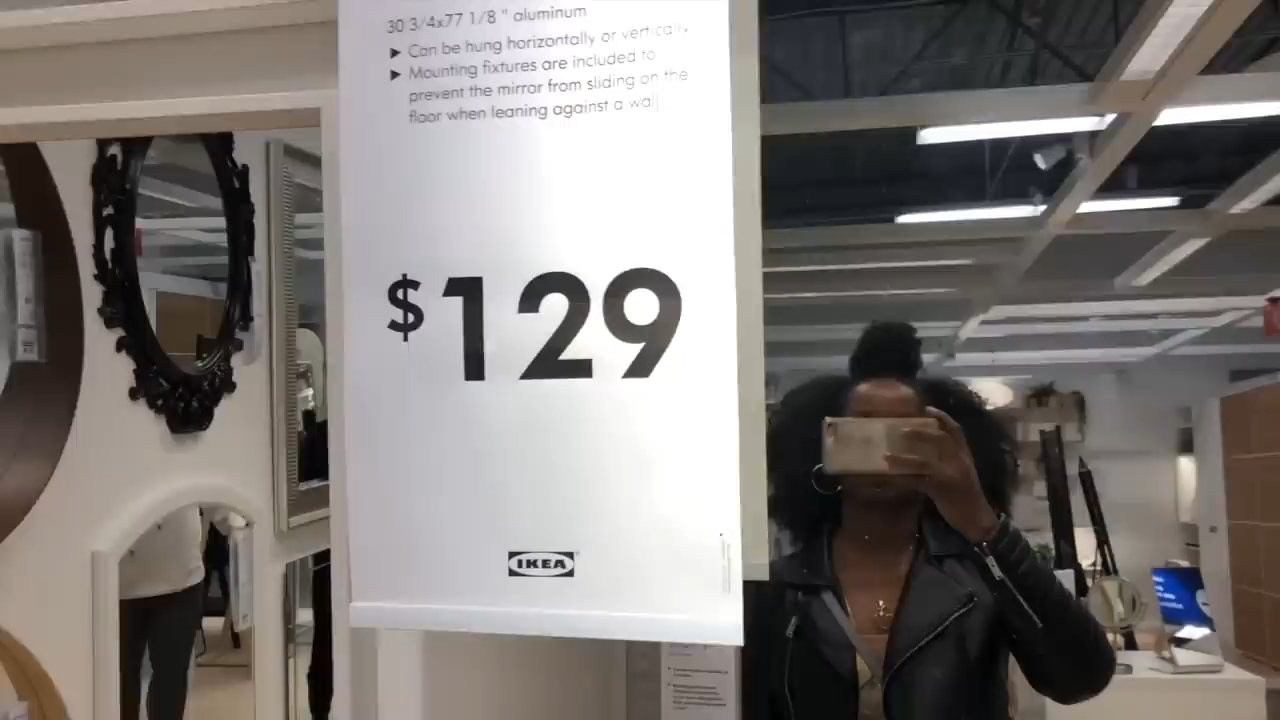 30 3/4x77 1/8 " aluminum
▶ Can be hung horizontally or vertically
▶ Mounting fixtures are included to
prevent the mirror from sliding on the
floor when leaning against a wall
$129
IKEA